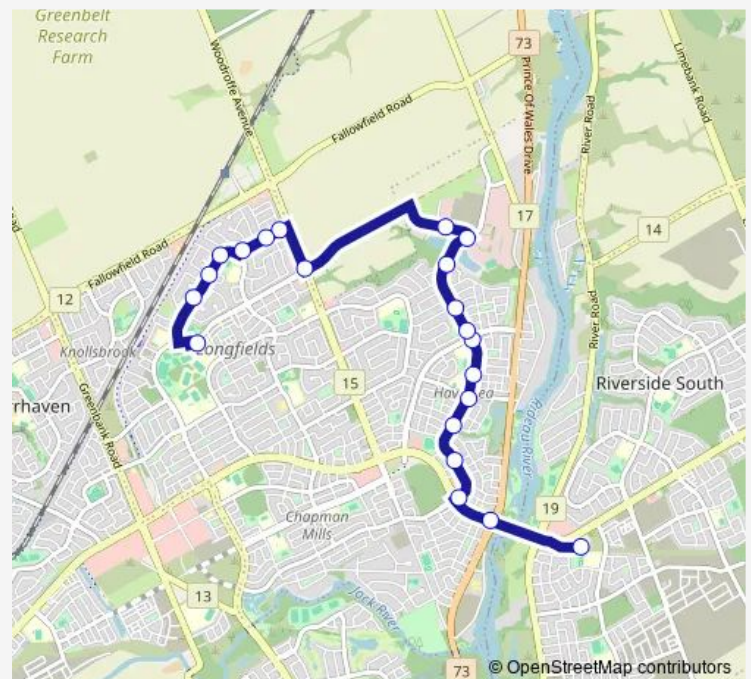 Greenbelt
Research
Farm
Woodroffe Avenue
73
Limebank Road
Prince Of Wales Drive
River Road
Fallowfield Road
17
14
Fallowfield Road
12
River Road
Knollsbrook
Longfields
15
Riverside South
rrhaven
Greenbank Road
Rideau River
19
Chapman
Mills
13
Jock River
73
© OpenStreetMap contributors